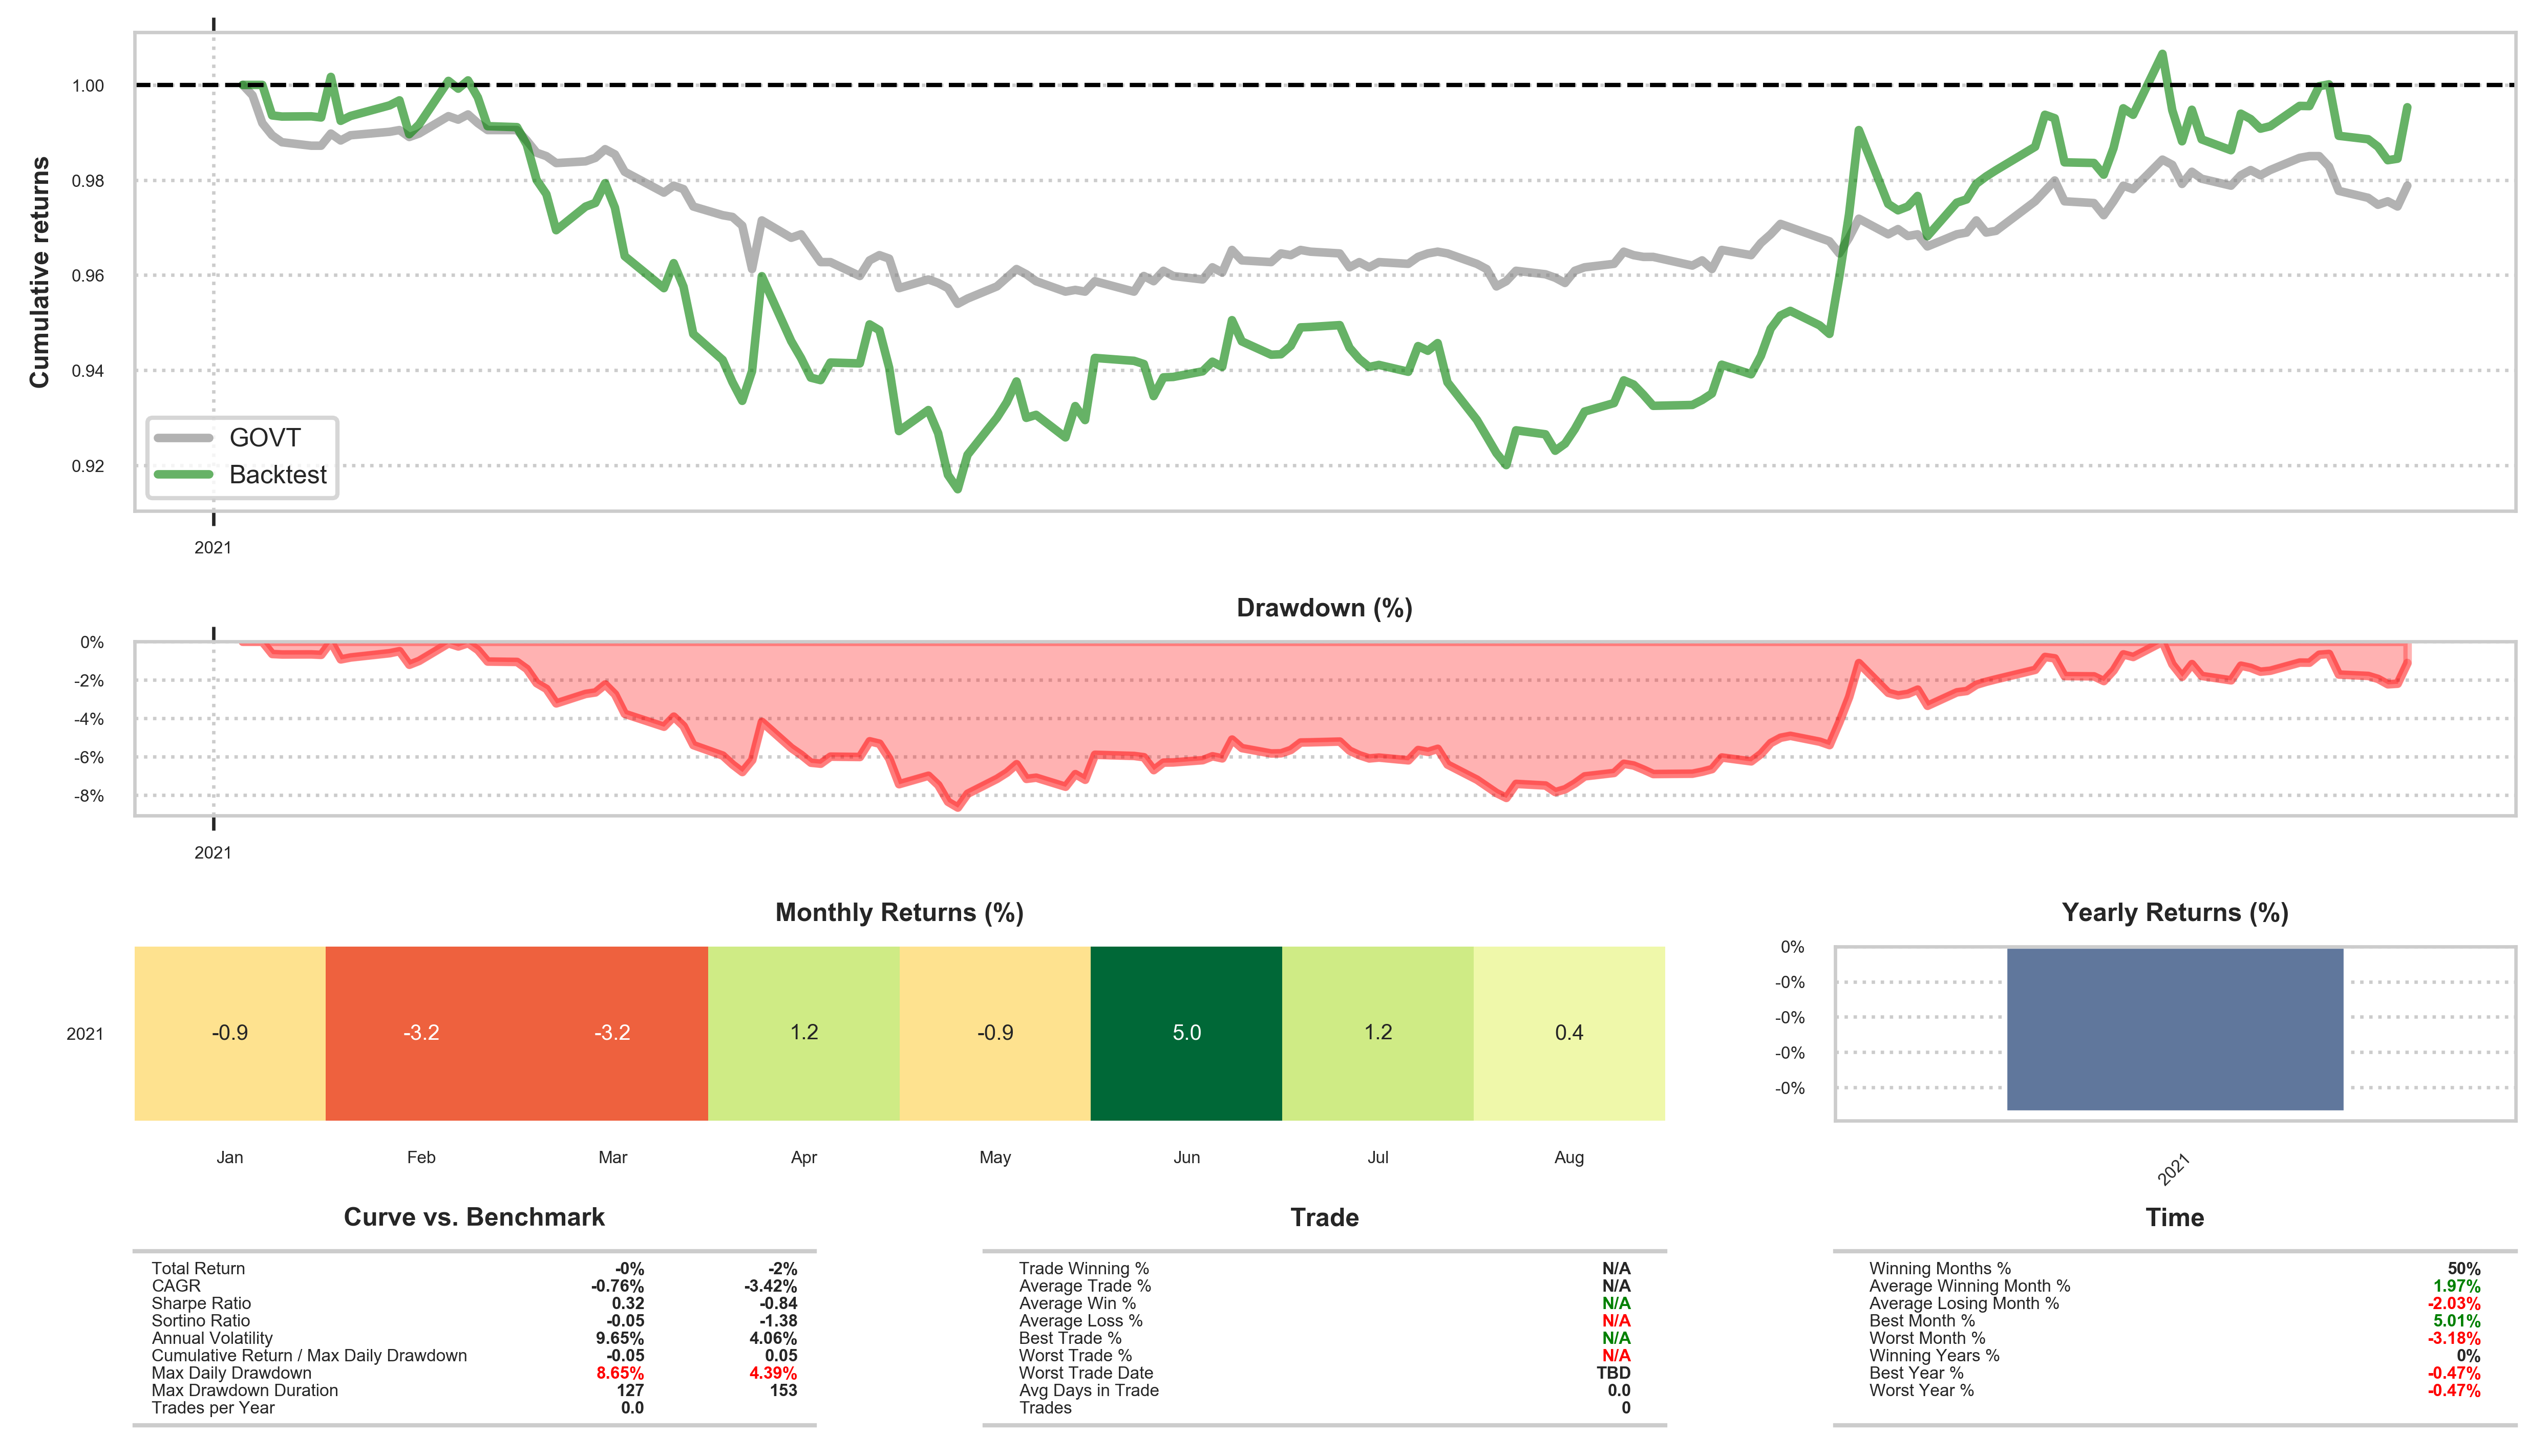 Cumulative returns
1.00
0.98
0.96
0.94
0.92
GOVT
Backtest
2021
Drawdown (%)
0%
-2%
-4%
-6%
-8%
2021
Monthly Returns (%)
2021
-0.9 -3.2 -3.2 1.2 -0.9 5.0 1.2 0.4
Jan Feb Mar Apr May Jun Jul Aug
Yearly Returns (%)
0%
-0%
-0%
-0%
-0%
2021
Curve vs. Benchmark
Total Return -0% -2%
CAGR -0.76% -3.42%
Sharpe Ratio 0.32 -0.84
Sortino Ratio -0.05 -1.38
Annual Volatility 9.65% 4.06%
Cumulative Return / Max Daily Drawdown -0.05 0.05
Max Daily Drawdown 8.65% 4.39%
Max Drawdown Duration 127 153
Trades per Year 0.0
Trade
Trade Winning % N/A
Average Trade % N/A
Average Win % N/A
Average Loss % N/A
Best Trade % N/A
Worst Trade % N/A
Worst Trade Date TBD
Avg Days in Trade 0.0
Trades 0
Time
Winning Months % 50%
Average Winning Month % 1.97%
Average Losing Month % -2.03%
Best Month % 5.01%
Worst Month % -3.18%
Winning Years % 0%
Best Year % -0.47%
Worst Year % -0.47%